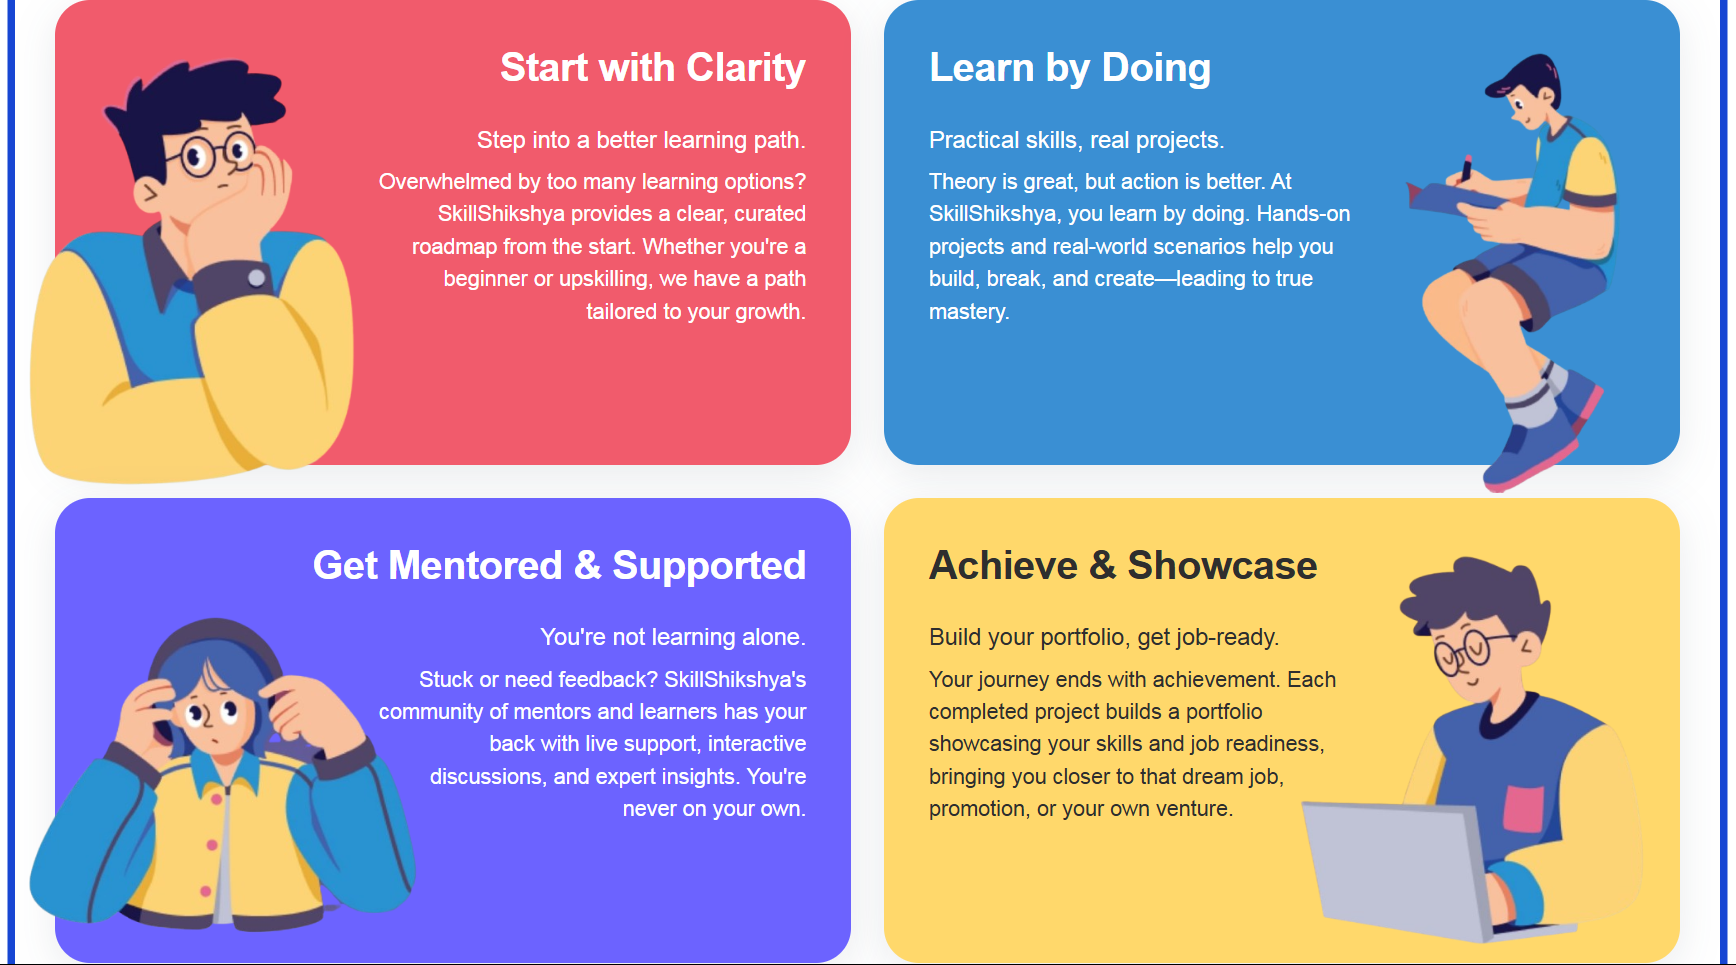 Start with Clarity
Step into a better learning path.
Overwhelmed by too many learning options?
SkillShikshya provides a clear, curated
roadmap from the start. Whether you're a
beginner or upskilling, we have a path
tailored to your growth.
Learn by Doing
Practical skills, real projects.
Theory is great, but action is better. At
SkillShikshya, you learn by doing. Hands-on
projects and real-world scenarios help you
build, break, and create—leading to true
mastery.
Get Mentored & Supported
You're not learning alone.
Stuck or need feedback? SkillShikshya's
community of mentors and learners has your
back with live support, interactive
discussions, and expert insights. You're
never on your own.
Achieve & Showcase
Build your portfolio, get job-ready.
Your journey ends with achievement. Each
completed project builds a portfolio
showcasing your skills and job readiness,
bringing you closer to that dream job,
promotion, or your own venture.